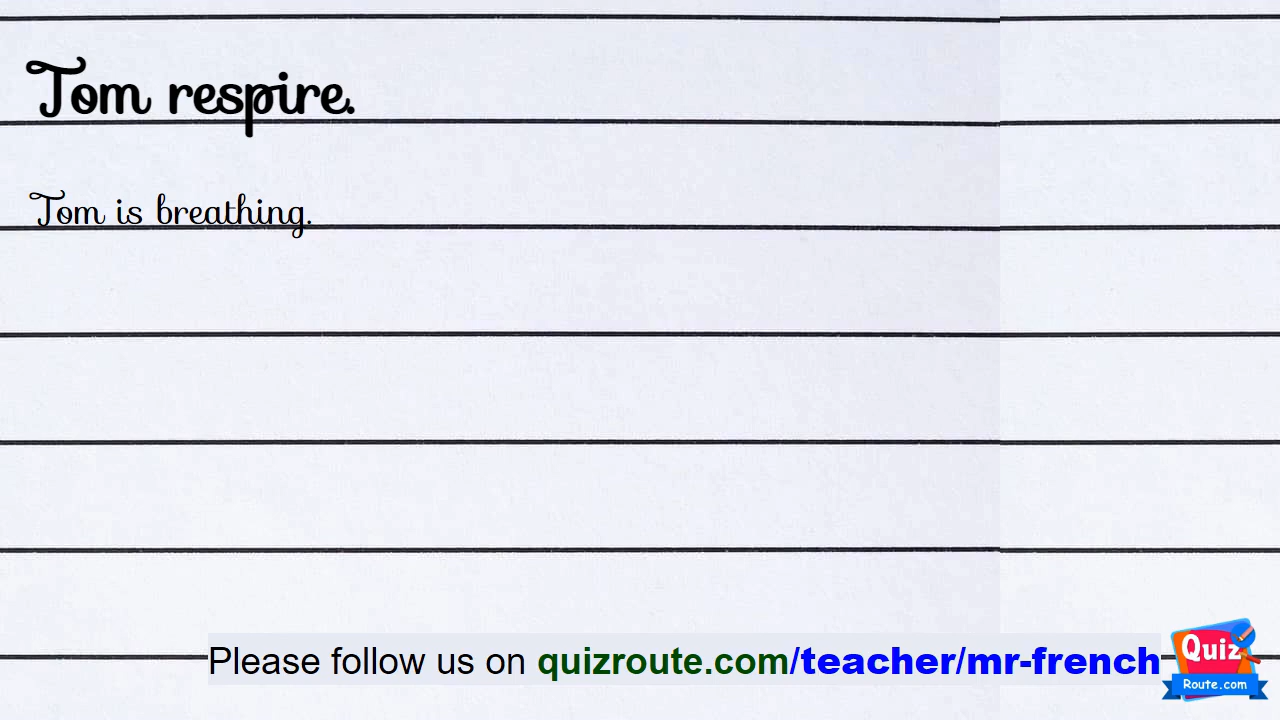 Tom respire.
Tom is breathing.
Please follow us on quizroute.com/teacher/mr-french
Quiz
Route.com